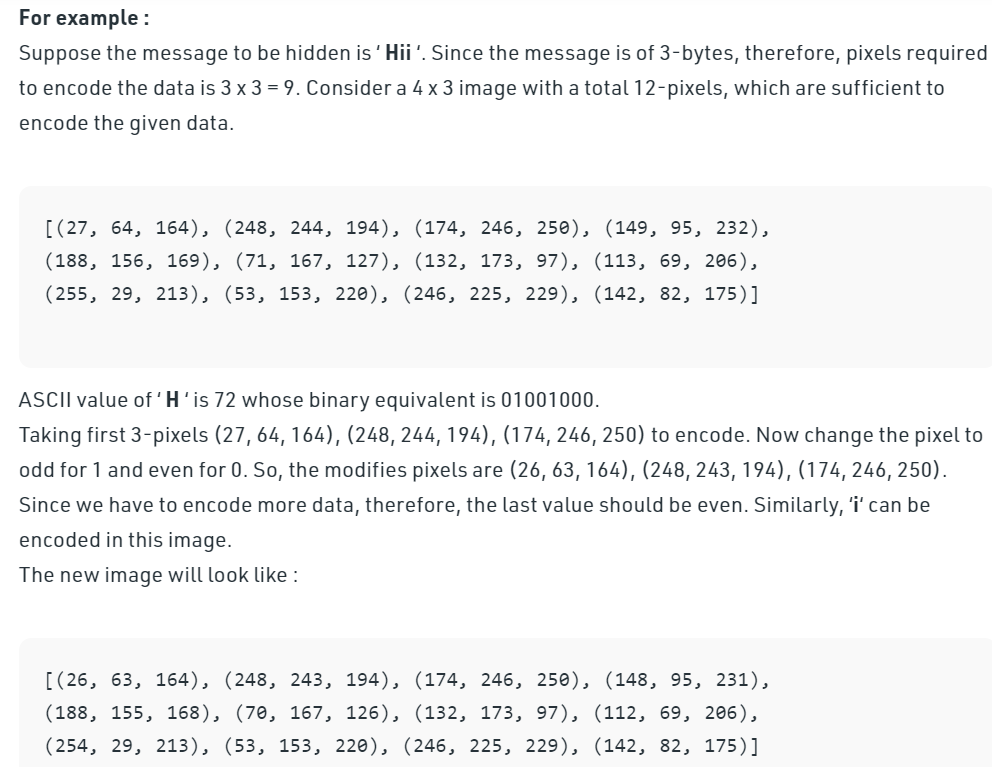 For example :
Suppose the message to be hidden is ‘ Hii ‘. Since the message is of 3-bytes, therefore, pixels required
to encode the data is 3 x 3 = 9. Consider a 4 x 3 image with a total 12-pixels, which are sufficient to
encode the given data.
[(27, 64, 164), (248, 244, 194), (174, 246, 250), (149, 95, 232),
(188, 156, 169), (71, 167, 127), (132, 173, 97), (113, 69, 206),
(255, 29, 213), (53, 153, 220), (246, 225, 229), (142, 82, 175)]
ASCII value of ‘ H ‘ is 72 whose binary equivalent is 01001000.
Taking first 3-pixels (27, 64, 164), (248, 244, 194), (174, 246, 250) to encode. Now change the pixel to
odd for 1 and even for 0. So, the modifies pixels are (26, 63, 164), (248, 243, 194), (174, 246, 250).
Since we have to encode more data, therefore, the last value should be even. Similarly, ‘i‘ can be
encoded in this image.
The new image will look like :
[(26, 63, 164), (248, 243, 194), (174, 246, 250), (148, 95, 231),
(188, 155, 168), (70, 167, 126), (132, 173, 97), (112, 69, 206),
(254, 29, 213), (53, 153, 220), (246, 225, 229), (142, 82, 175)]